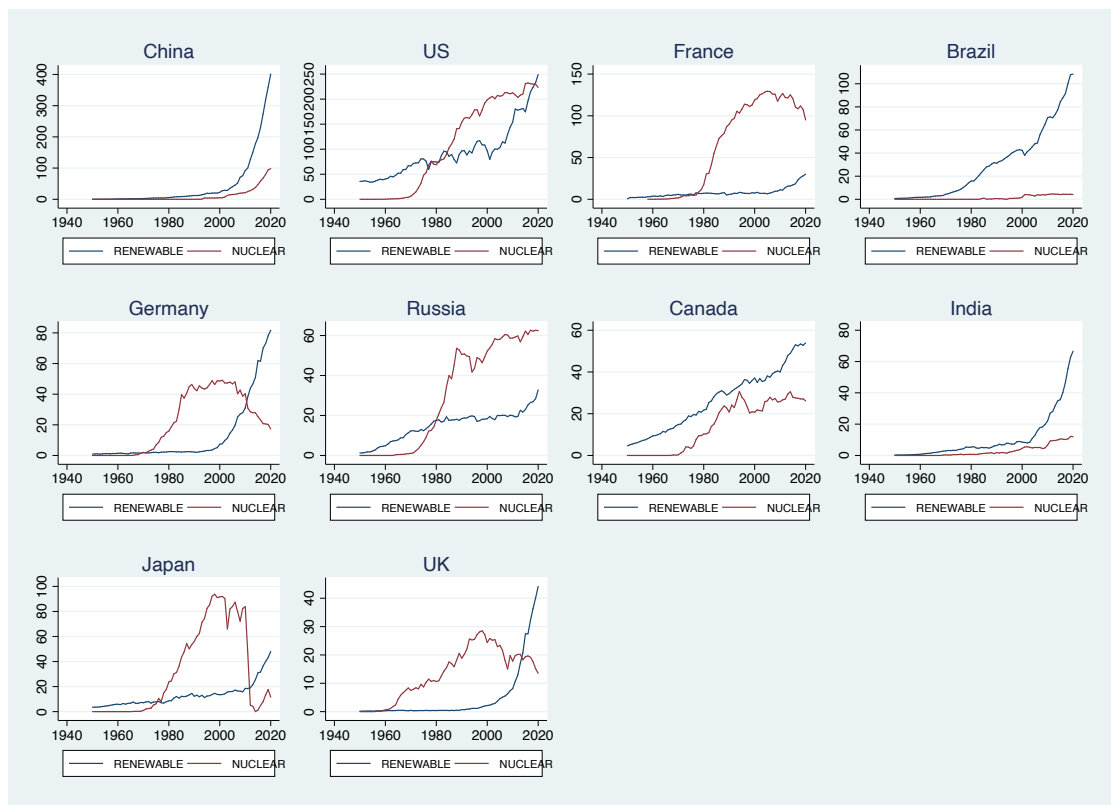 China
US
France
Brazil
0 100 200 300 400
1940 1960 1980 2000 2020
RENEWABLE NUCLEAR
0 50 100 150 200 250
1940 1960 1980 2000 2020
RENEWABLE NUCLEAR
0 50 100 150
1940 1960 1980 2000 2020
RENEWABLE NUCLEAR
0 20 40 60 80 100
1940 1960 1980 2000 2020
RENEWABLE NUCLEAR
Germany
Russia
Canada
India
0 20 40 60 80
1940 1960 1980 2000 2020
RENEWABLE NUCLEAR
0 20 40 60
1940 1960 1980 2000 2020
RENEWABLE NUCLEAR
0 20 40 60
1940 1960 1980 2000 2020
RENEWABLE NUCLEAR
0 20 40 60 80
1940 1960 1980 2000 2020
RENEWABLE NUCLEAR
Japan
UK
0 20 40 60 80 100
1940 1960 1980 2000 2020
RENEWABLE NUCLEAR
0 10 20 30 40
1940 1960 1980 2000 2020
RENEWABLE NUCLEAR